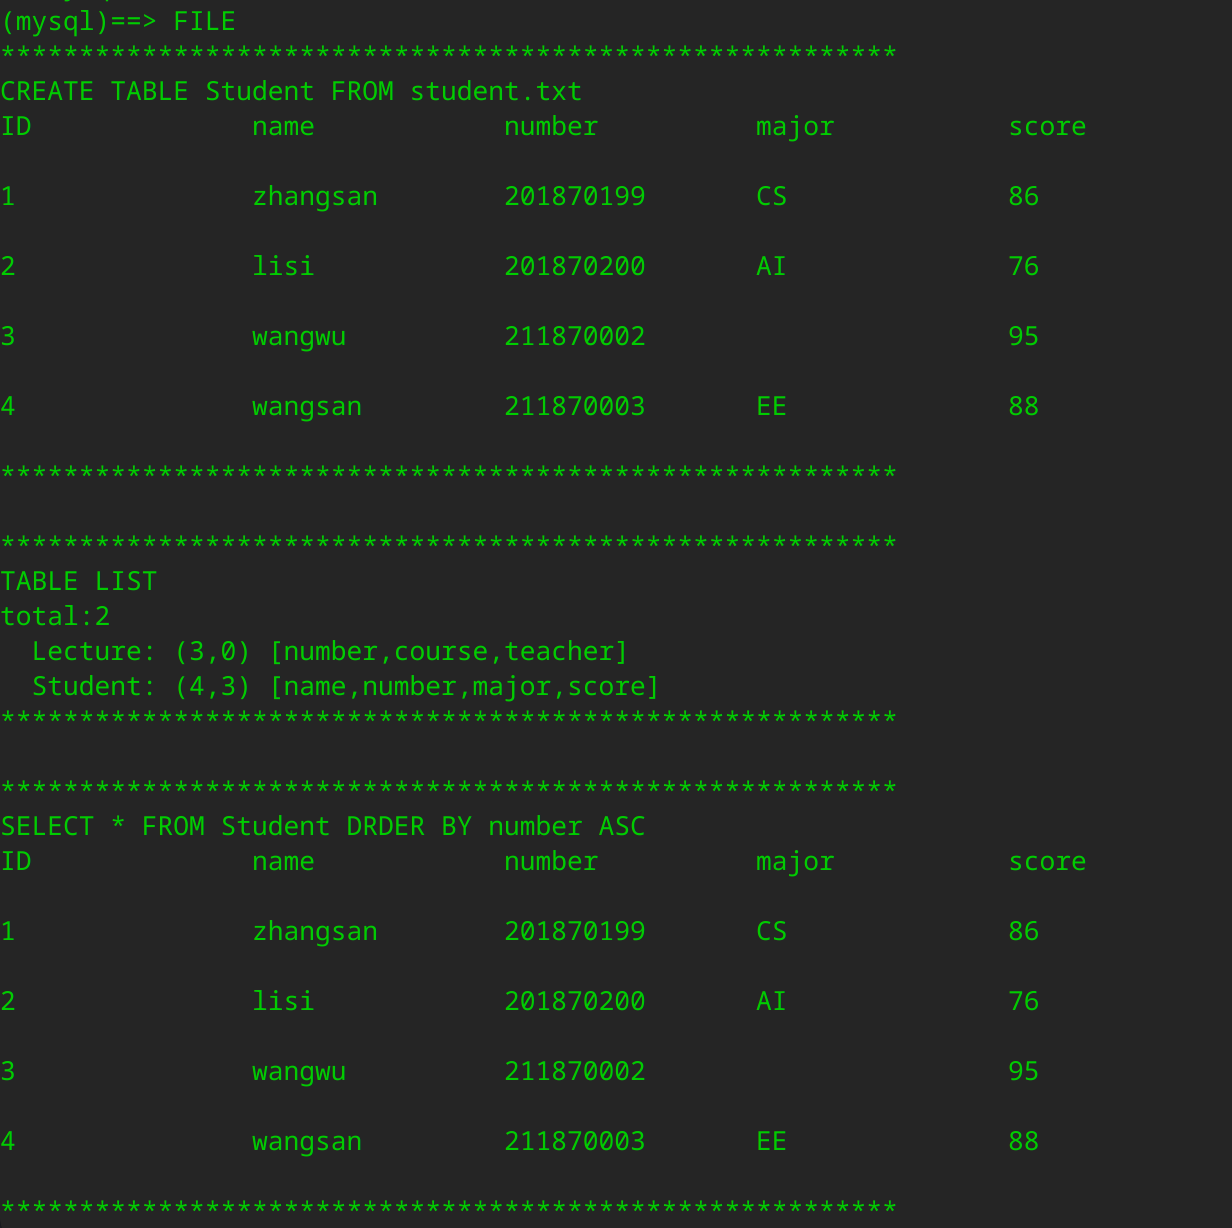 (mysql)==> FILE
*********************************************************
CREATE TABLE Student FROM student.txt
ID name number major score
1 zhangsan 201870199 CS 86
2 lisi 201870200 AI 76
3 wangwu 211870002 95
4 wangsan 211870003 EE 88
*********************************************************
*********************************************************
TABLE LIST
total:2
Lecture: (3,0) [number,course,teacher]
Student: (4,3) [name,number,major,score]
*********************************************************
*********************************************************
SELECT * FROM Student DRDER BY number ASC
ID name number major score
1 zhangsan 201870199 CS 86
2 lisi 201870200 AI 76
3 wangwu 211870002 95
4 wangsan 211870003 EE 88
*********************************************************